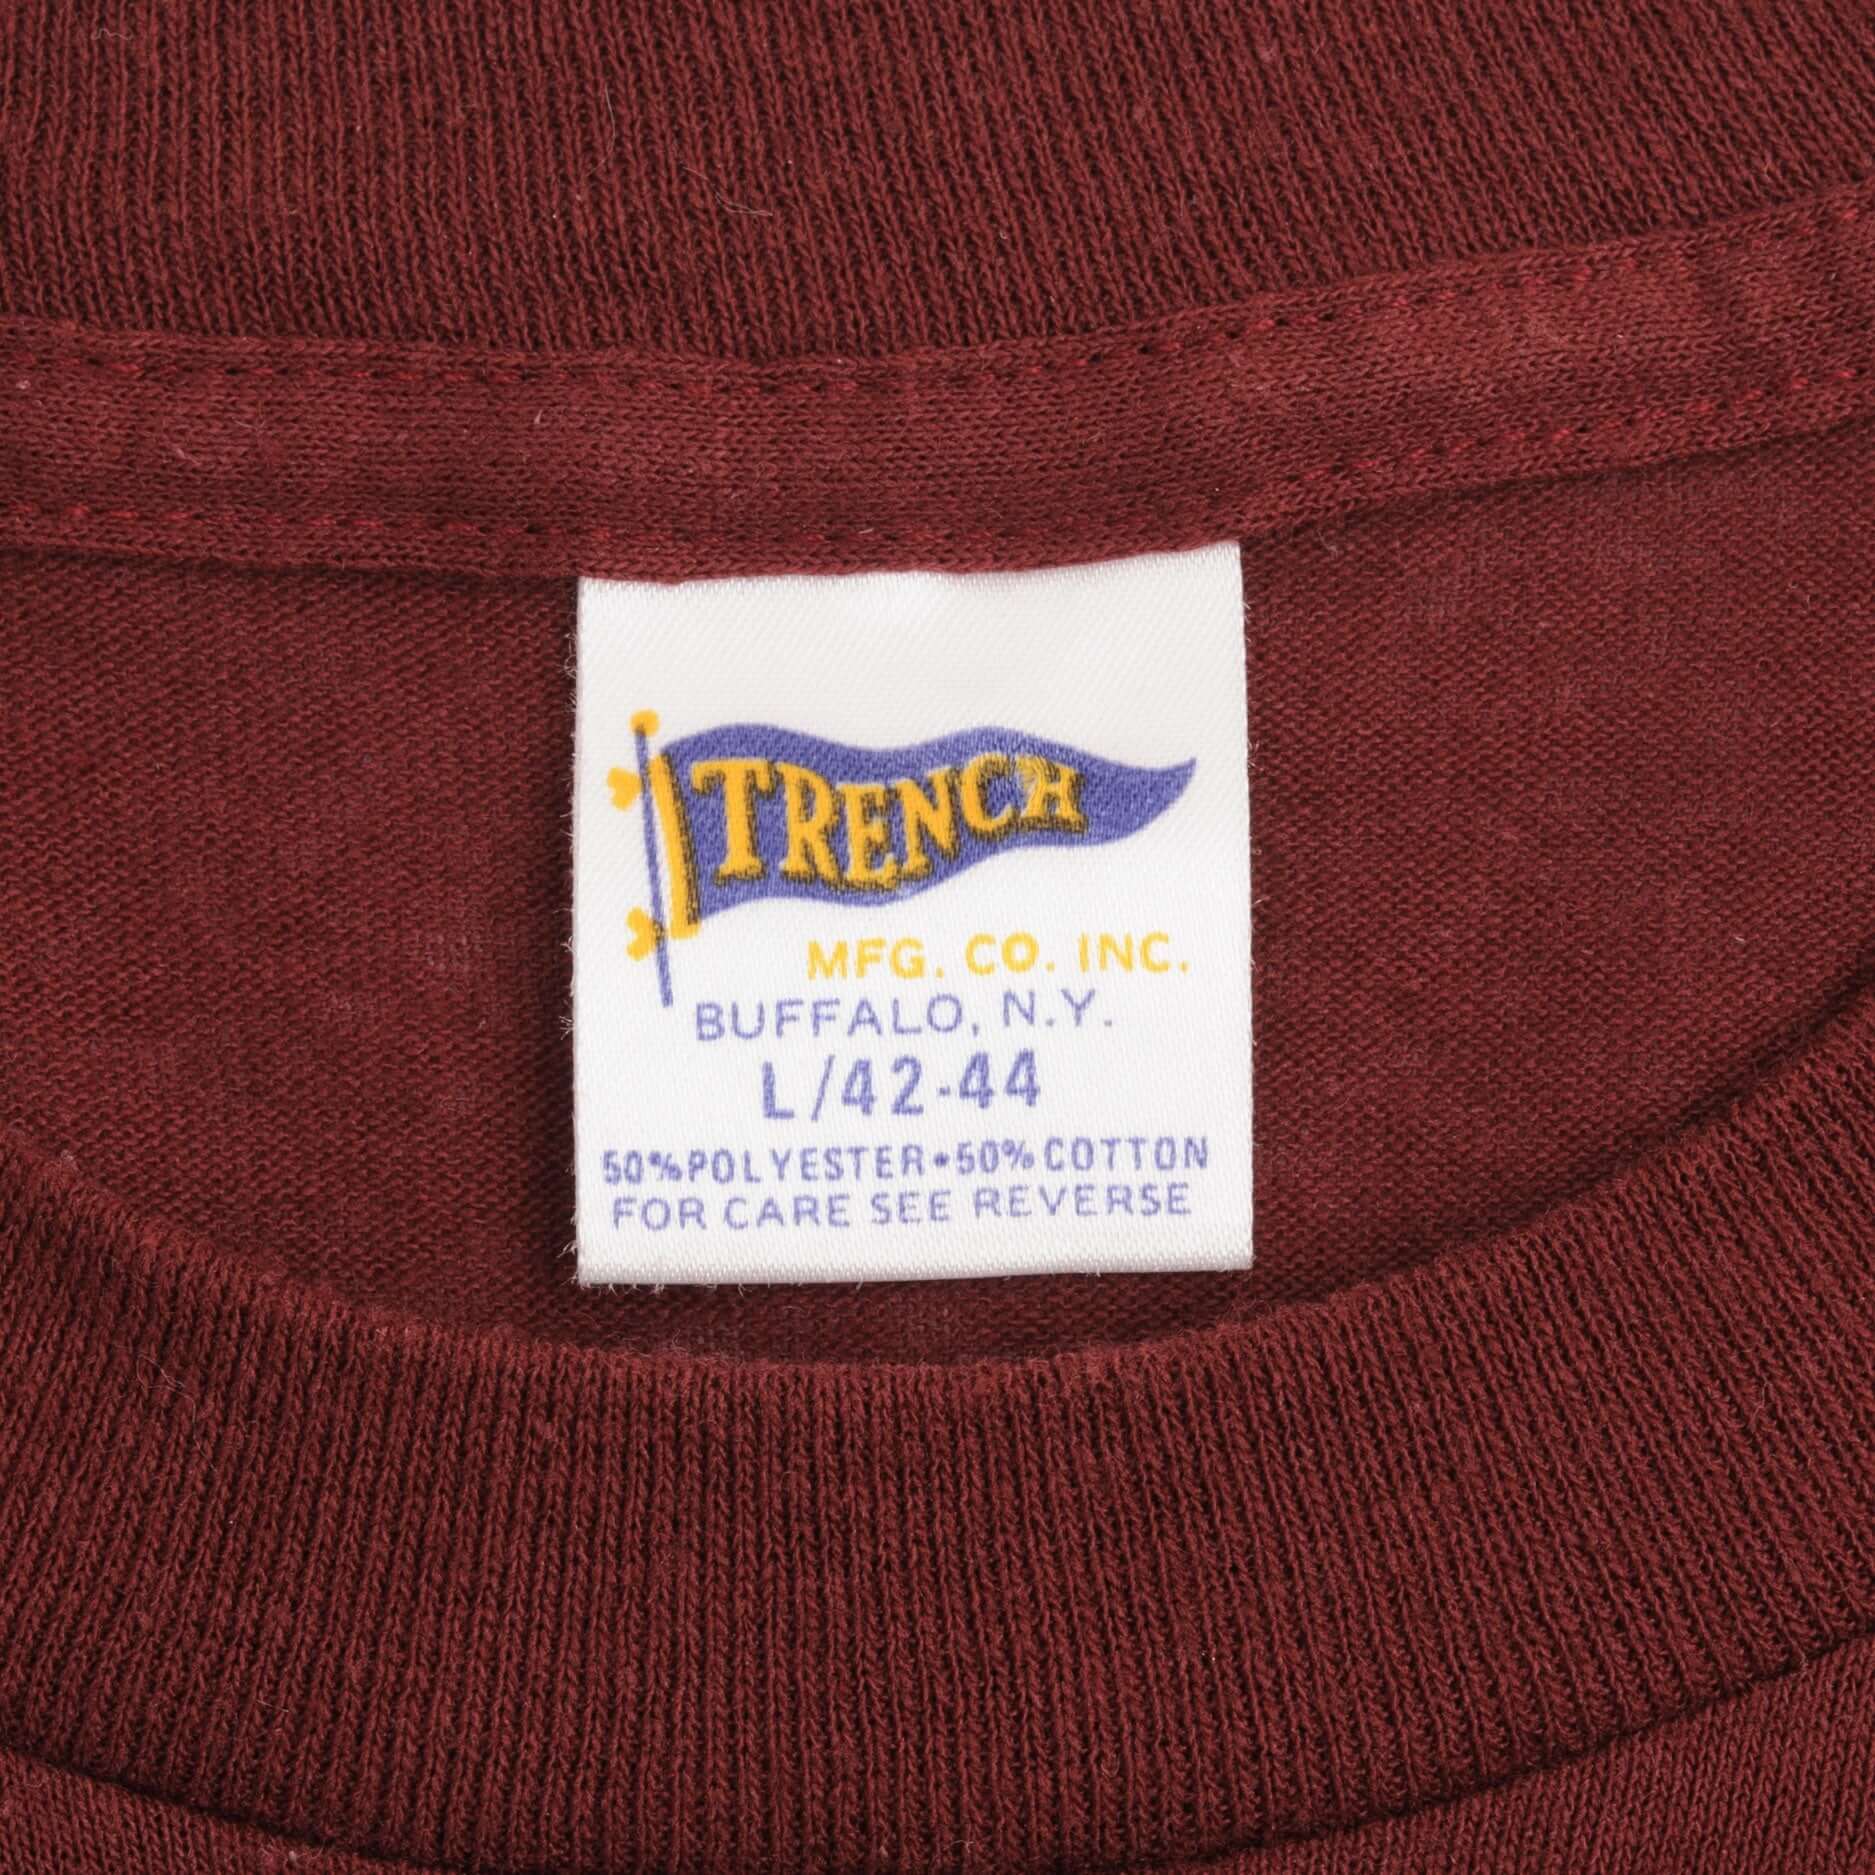 TRENCH
MFG. CO. INC.
BUFFALO, N.Y.
L/42-44
50%POLYESTER•50%COTTON
FOR CARE SEE REVERSE